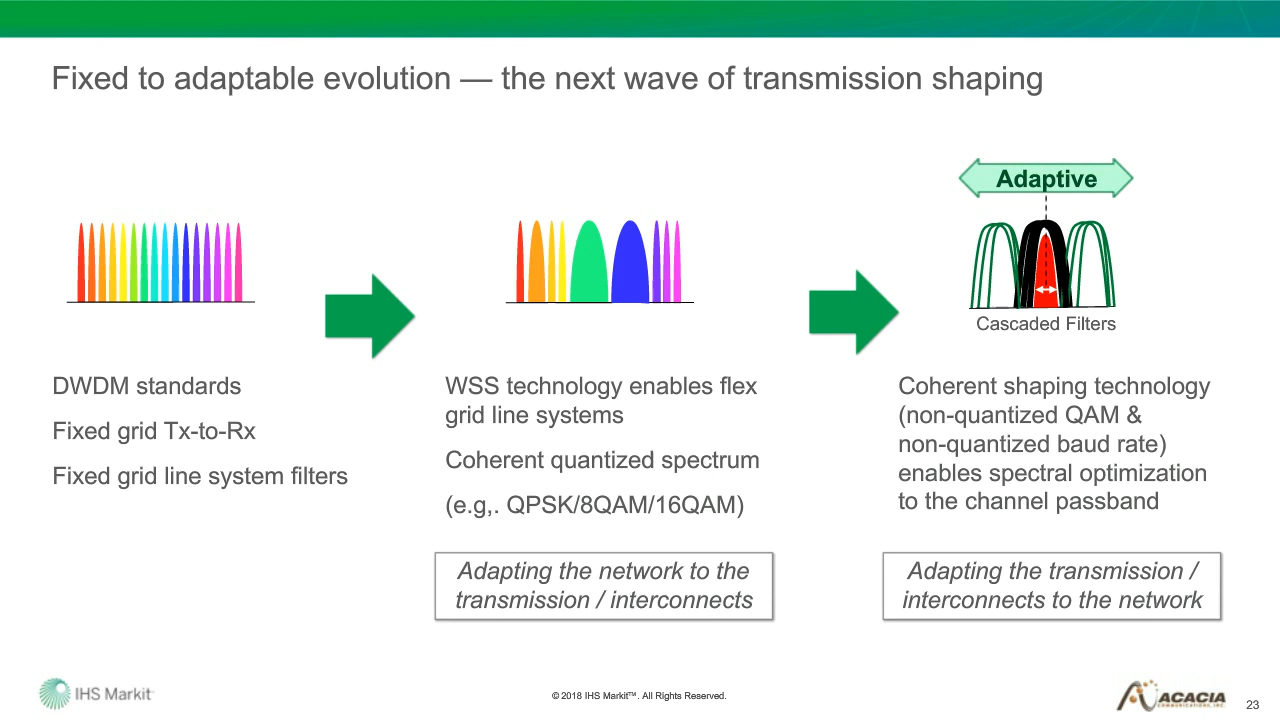 Fixed to adaptable evolution — the next wave of transmission shaping
Adaptive
Cascaded Filters
DWDM standards
Fixed grid Tx-to-Rx
Fixed grid line system filters
WSS technology enables flex
grid line systems
Coherent quantized spectrum
(e.g,. QPSK/8QAM/16QAM)
Adapting the network to the
transmission / interconnects
Coherent shaping technology
(non-quantized QAM &
non-quantized baud rate)
enables spectral optimization
to the channel passband
Adapting the transmission /
interconnects to the network
IHS Markit™
© 2018 IHS Markit™. All Rights Reserved.
ACACIA
COMMUNICATIONS, INC.
23